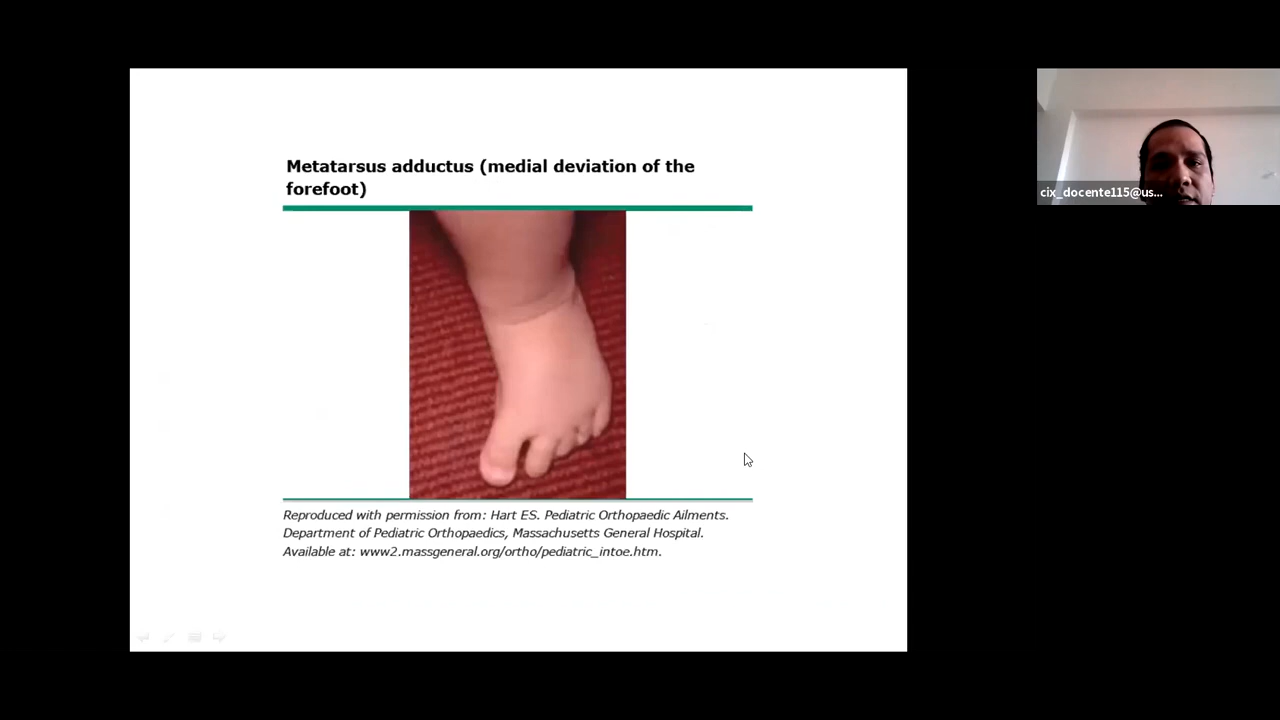 Metatarsus adductus (medial deviation of the
forefoot)
Reproduced with permission from: Hart ES. Pediatric Orthopaedic Ailments.
Department of Pediatric Orthopaedics, Massachusetts General Hospital.
Available at: www2.massgeneral.org/ortho/pediatric_intoe.htm.
cix_docente115@us...